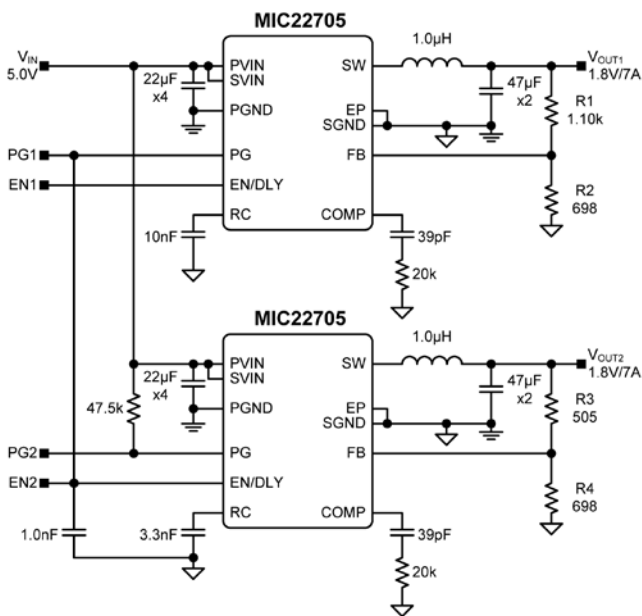 MIC22705
VIN
5.0V
22µF
x4
PVIN
SVIN
PGND
SW
1.0µH
VOUT1
1.8V/7A
47µF
x2
EP
SGND
R1
1.10k
PG1
PG
FB
EN1
EN/DLY
R2
698
RC
COMP
10nF
39pF
20k
MIC22705
1.0µH
PVIN
SVIN
PGND
SW
VOUT2
1.8V/7A
22µF
x4
47µF
x2
47.5k
EP
SGND
R3
505
PG2
PG
FB
EN2
EN/DLY
R4
698
RC
COMP
1.0nF
3.3nF
39pF
20k